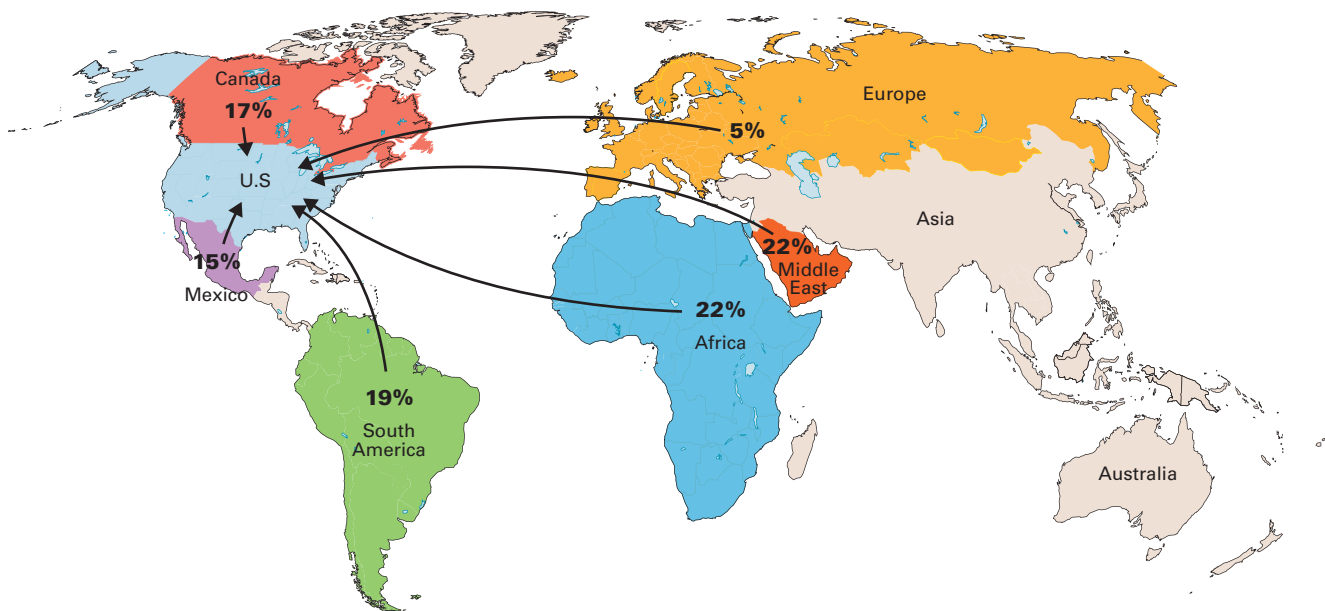 Canada
17%
U.S
15%
Mexico
19%
South
America
Europe
5%
Asia
22%
Middle
East
22%
Africa
Australia